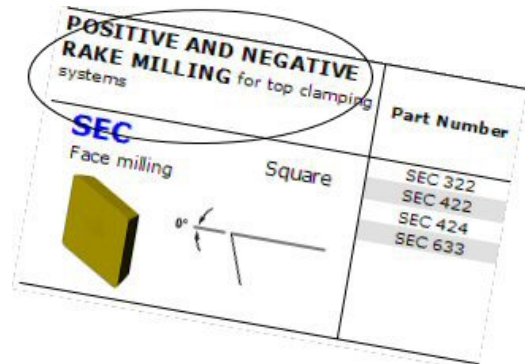 POSITIVE AND NEGATIVE
RAKE MILLING for top clamping
systems
Part Number
SEC
Face milling
Square
0°
SEC 322
SEC 422
SEC 424
SEC 633